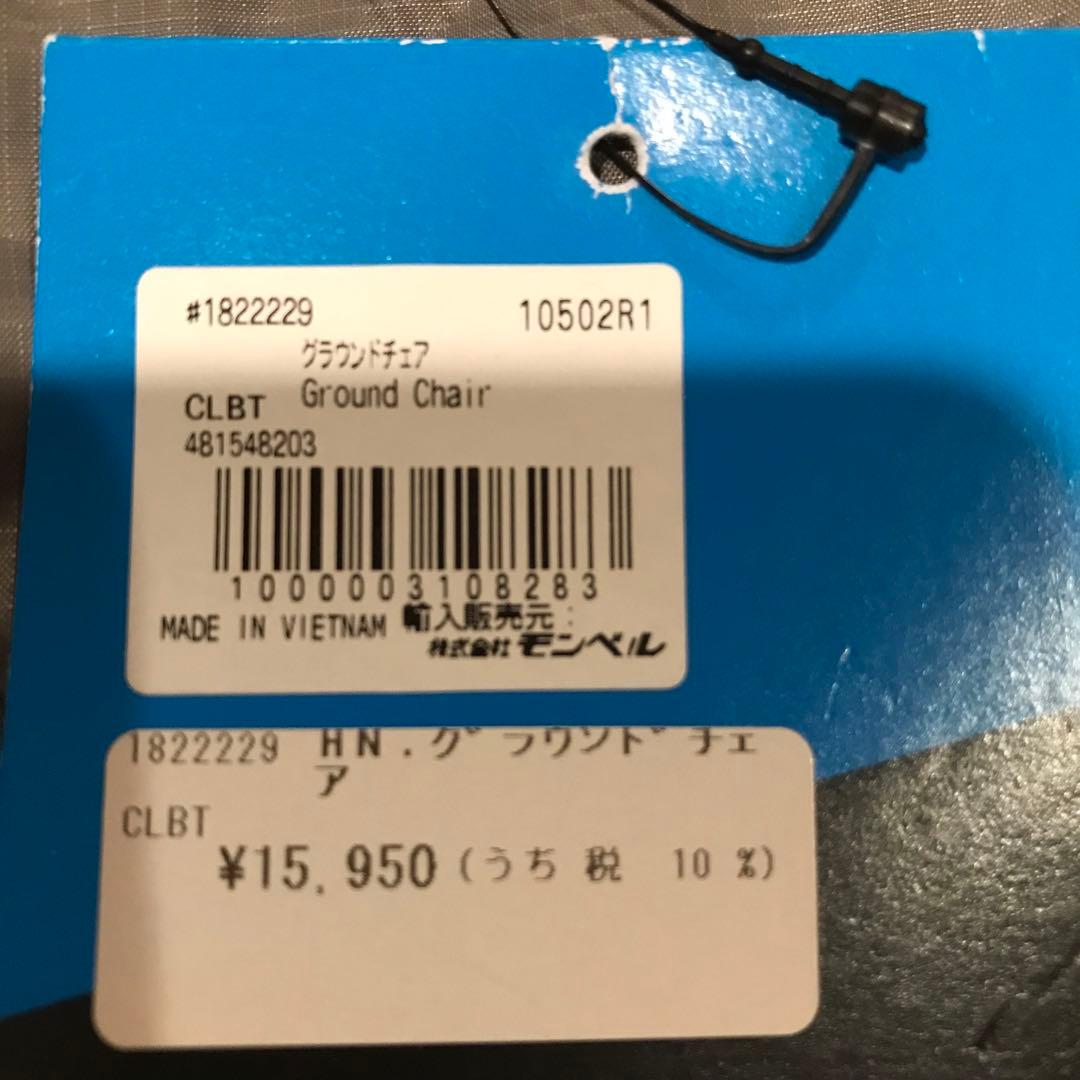 #1822229 10502R1
グラウンドチェア
CLBT Ground Chair
481548203
1000003108283
MADE IN VIETNAM 輸入販売元:
株式会社モンベル
1822229 HN.グラウンドチェ
ア
CLBT
¥15,950(うち税 10%)